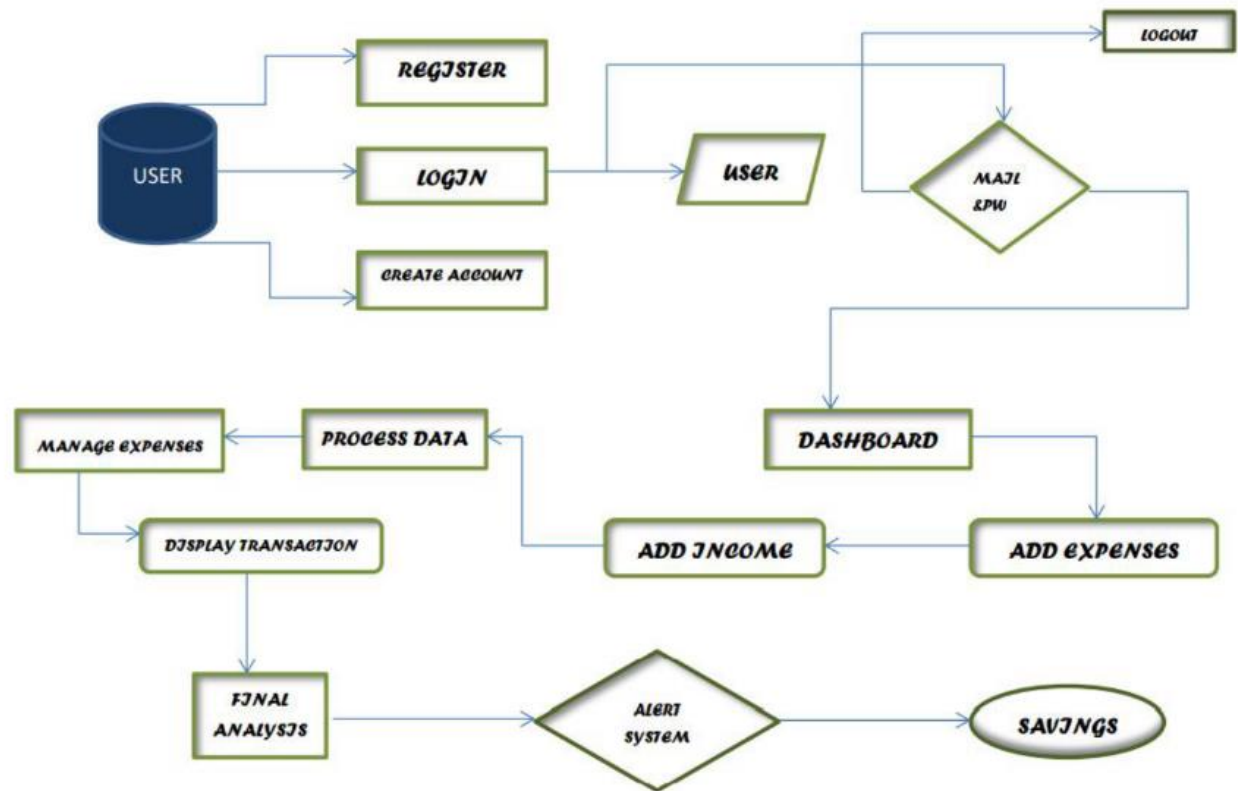 LOGOUT
REGISTER
USER
LOGIN
USER
MAIL
&PW
CREATE ACCOUNT
MANAGE EXPENSES
PROCESS DATA
DASHBOARD
DISPLAY TRANSACTION
ADD INCOME
ADD EXPENSES
FINAL
ANALYSIS
ALERT
SYSTEM
SAVINGS